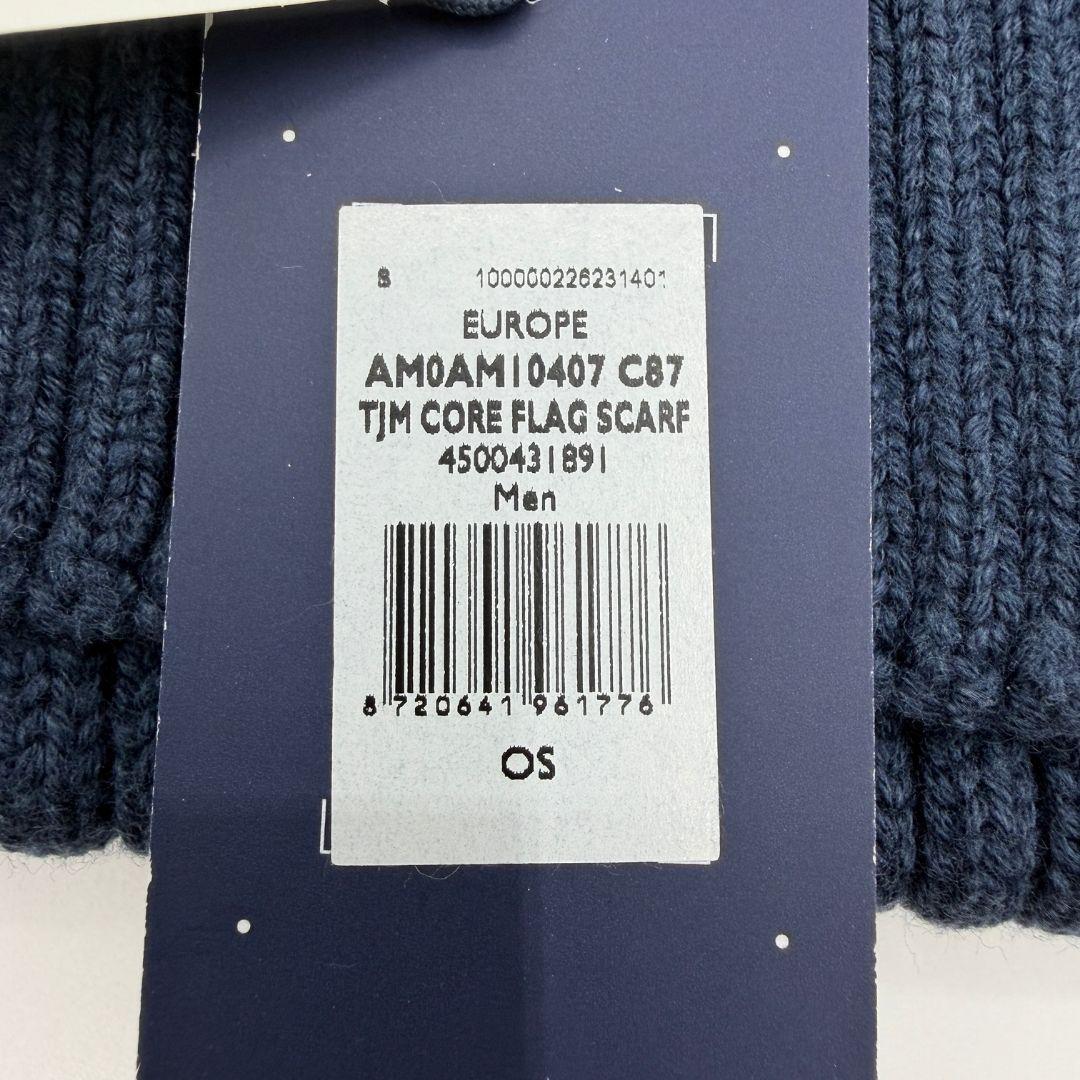 8 100000226231401
EUROPE
AM0AM10407 C87
TJM CORE FLAG SCARF
4500431891
Men
8 720641 961776
OS